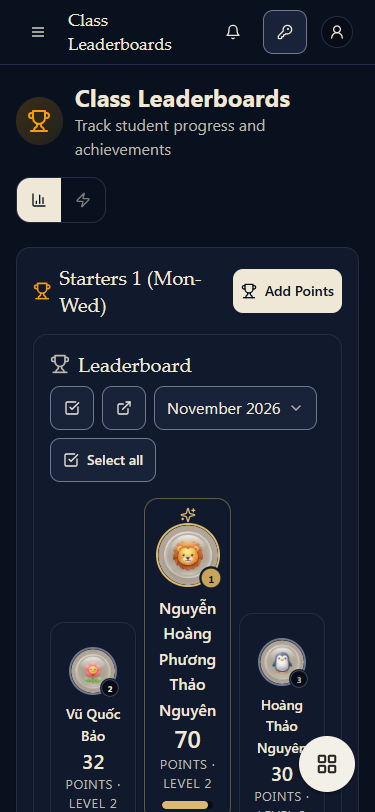 Class
Leaderboards
Class Leaderboards
Track student progress and
achievements
Starters 1 (Mon-
Wed)
Add Points
Leaderboard
November 2026
Select all
1
Nguyễn
Hoàng
Phương
Thảo
Nguyên
70
POINTS ·
LEVEL 2
2
Vũ Quốc
Bảo
32
POINTS ·
LEVEL 2
3
Hoàng
Thảo
Nguyên
30
POINTS ·